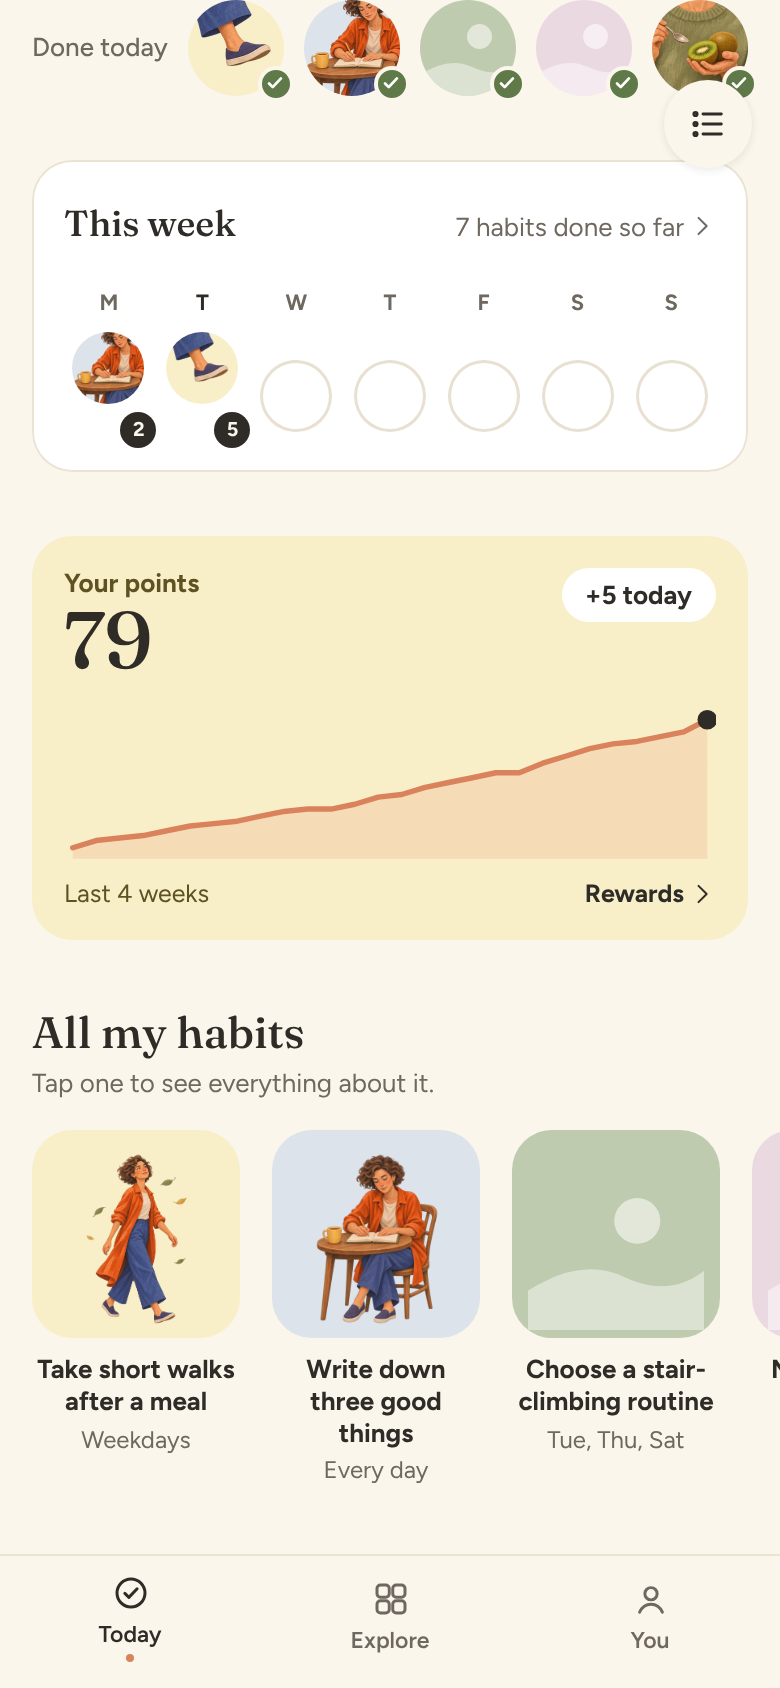 Done today
This week
7 habits done so far
M T W T F S S
2 5
Your points
+5 today
79
Last 4 weeks
Rewards
All my habits
Tap one to see everything about it.
Take short walks
after a meal
Weekdays
Write down
three good
things
Every day
Choose a stair-
climbing routine
Tue, Thu, Sat
Today
Explore
You